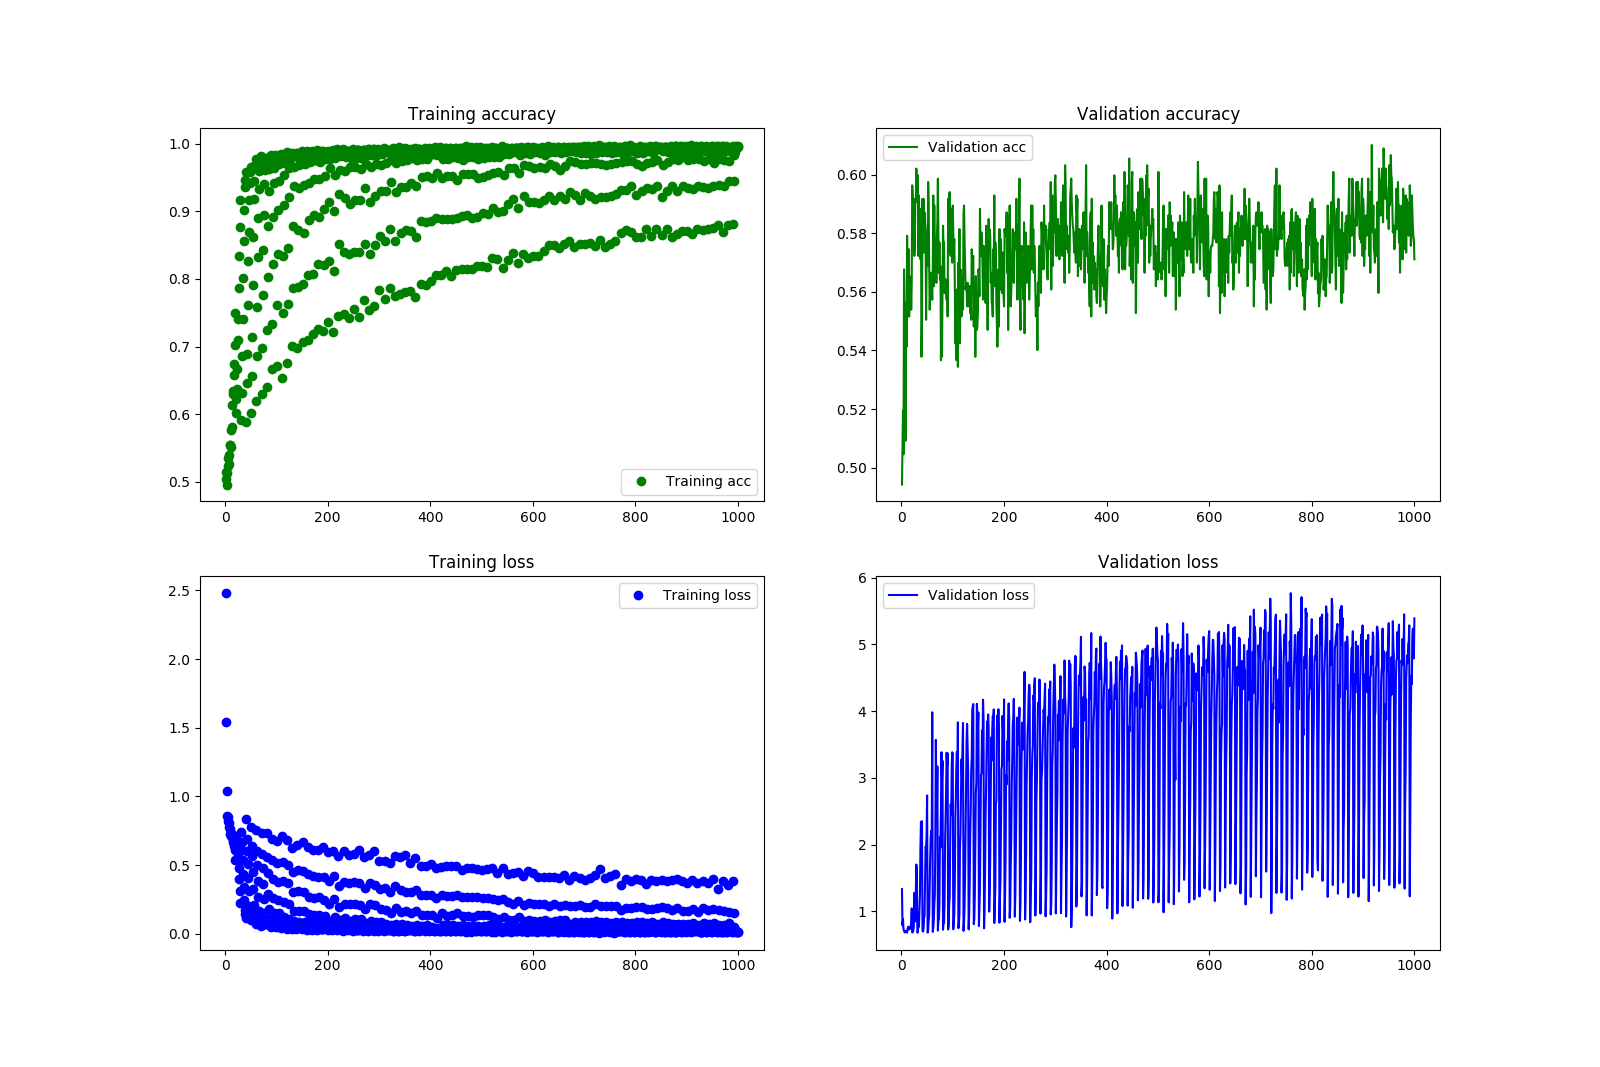 Training accuracy
1.0
0.9
0.8
0.7
0.6
0.5
Training acc
0 200 400 600 800 1000
Validation accuracy
Validation acc
0.60
0.58
0.56
0.54
0.52
0.50
0 200 400 600 800 1000
Training loss
Training loss
2.5
2.0
1.5
1.0
0.5
0.0
0 200 400 600 800 1000
Validation loss
6
Validation loss
5
4
3
2
1
0 200 400 600 800 1000